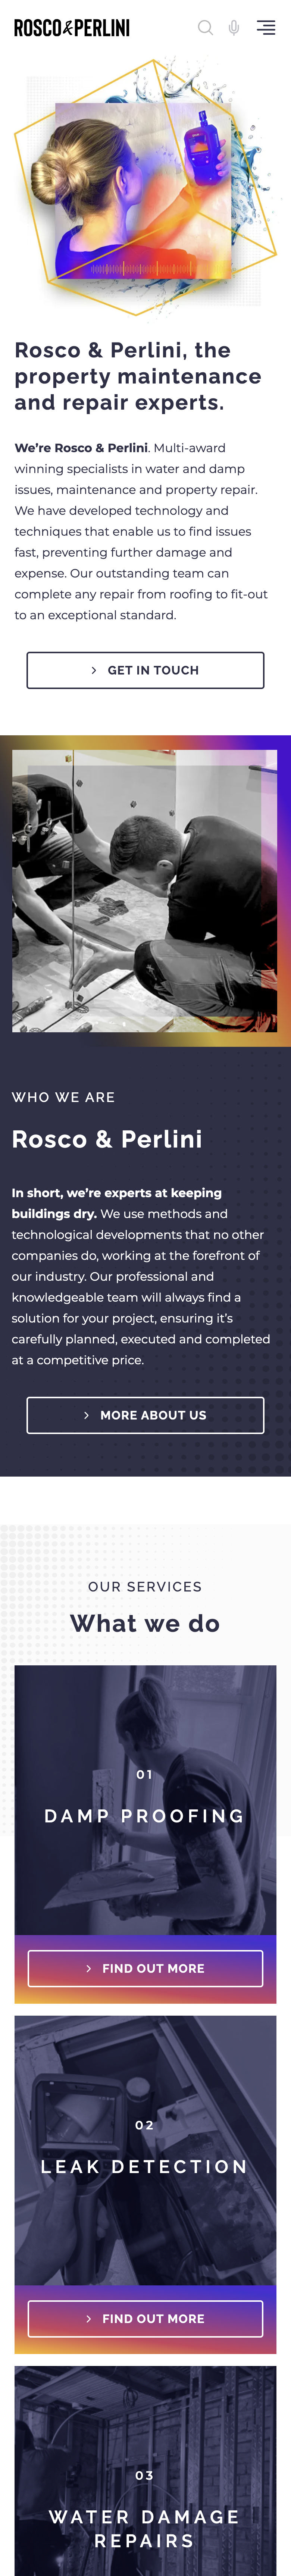 ROSCO&PERLINI
Rosco & Perlini, the
property maintenance
and repair experts.
We’re Rosco & Perlini. Multi-award
winning specialists in water and damp
issues, maintenance and property repair.
We have developed technology and
techniques that enable us to find issues
fast, preventing further damage and
expense. Our outstanding team can
complete any repair from roofing to fit-out
to an exceptional standard.
GET IN TOUCH
WHO WE ARE
Rosco & Perlini
In short, we’re experts at keeping
buildings dry. We use methods and
technological developments that no other
companies do, working at the forefront of
our industry. Our professional and
knowledgeable team will always find a
solution for your project, ensuring it’s
carefully planned, executed and completed
at a competitive price.
MORE ABOUT US
OUR SERVICES
What we do
01
DAMP PROOFING
FIND OUT MORE
02
LEAK DETECTION
FIND OUT MORE
03
WATER DAMAGE
REPAIRS